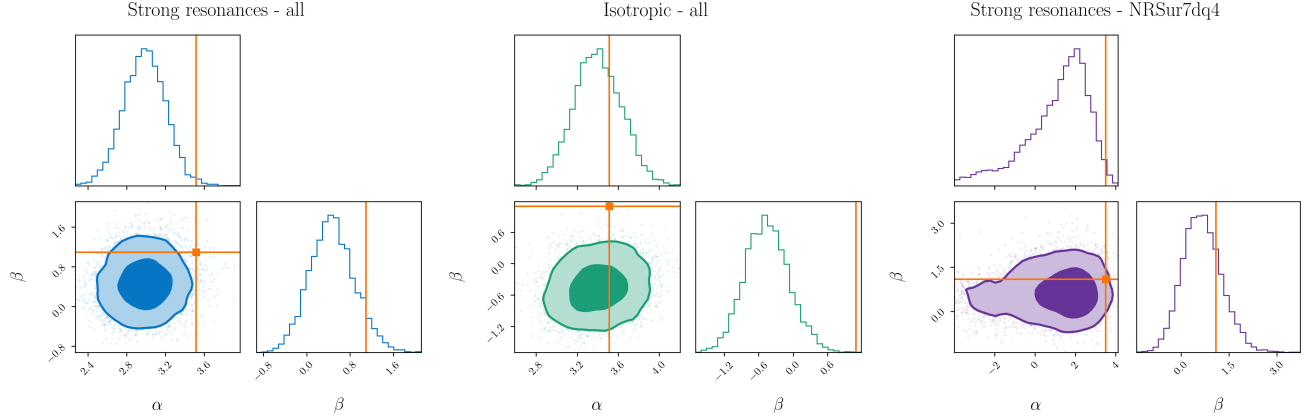 Strong resonances - all
Isotropic - all
Strong resonances - NRSur7dq4
β
1.6
0.8
0.0
−0.8
2.4
2.8
3.2
3.6
α
−0.8
0.0
0.8
1.6
β
β
0.6
0.0
−0.6
−1.2
2.8
3.2
3.6
4.0
α
−1.2
−0.6
0.0
0.6
β
β
3.0
1.5
0.0
−2
0
2
4
α
0.0
1.5
3.0
β